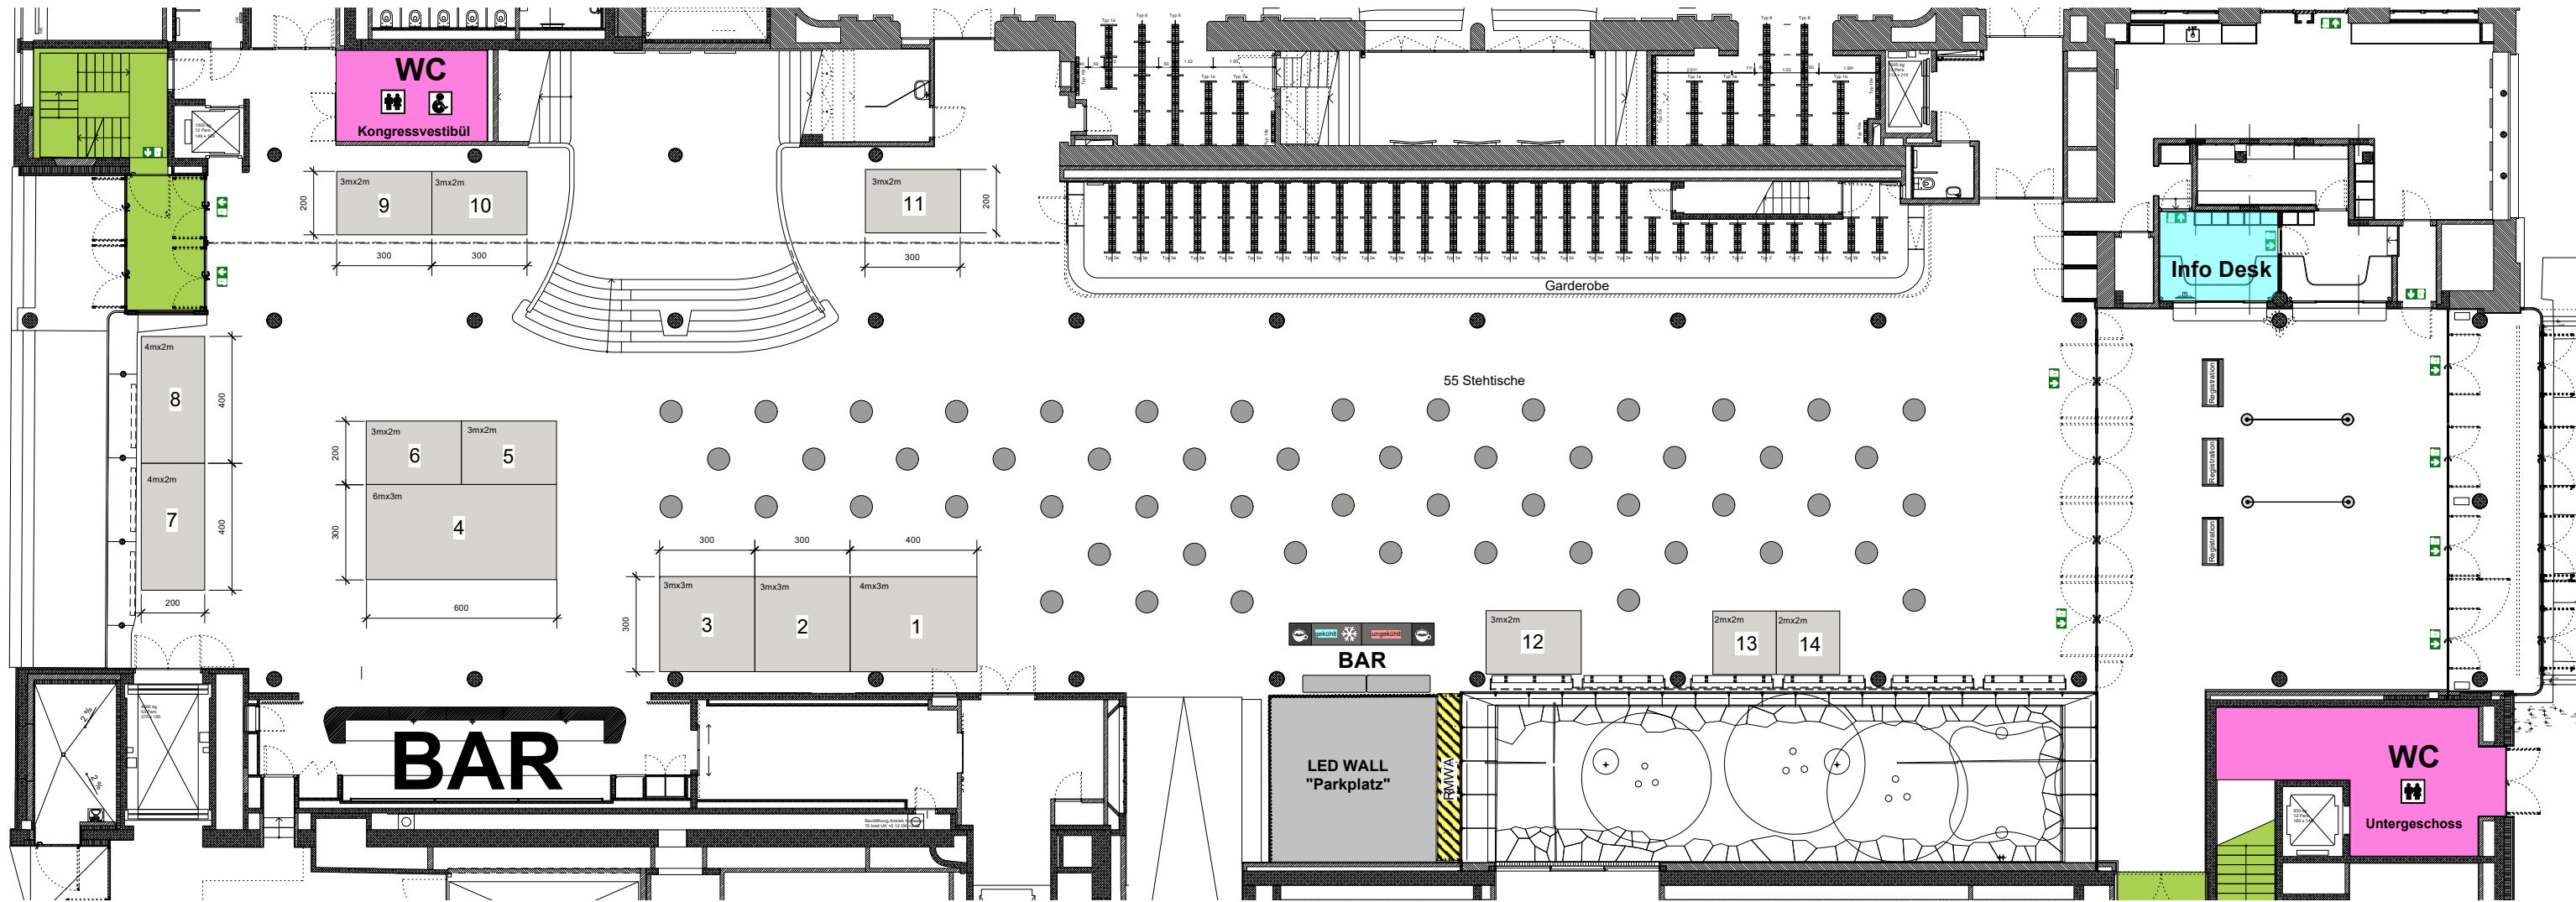 WC
Kongressvestibül
3mx2m
9
3mx2m
10
3mx2m
11
200
200
300
300
300
Garderobe
Info Desk
55 Stehtische
4mx2m
8
400
4mx2m
7
400
200
3mx2m
6
3mx2m
5
200
6mx3m
4
300
600
300
300
400
3mx3m
3
3mx3m
2
4mx3m
1
300
gekühlt
ungekühlt
BAR
3mx2m
12
2mx2m
13
2mx2m
14
Registration
Registration
Registration
BAR
LED WALL
"Parkplatz"
RMWA
WC
Untergeschoss
2 %
2 %